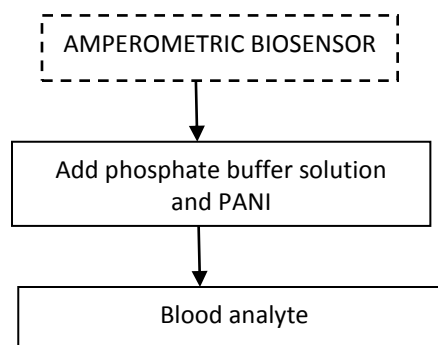 AMPEROMETRIC BIOSENSOR
Add phosphate buffer solution
and PANI
Blood analyte